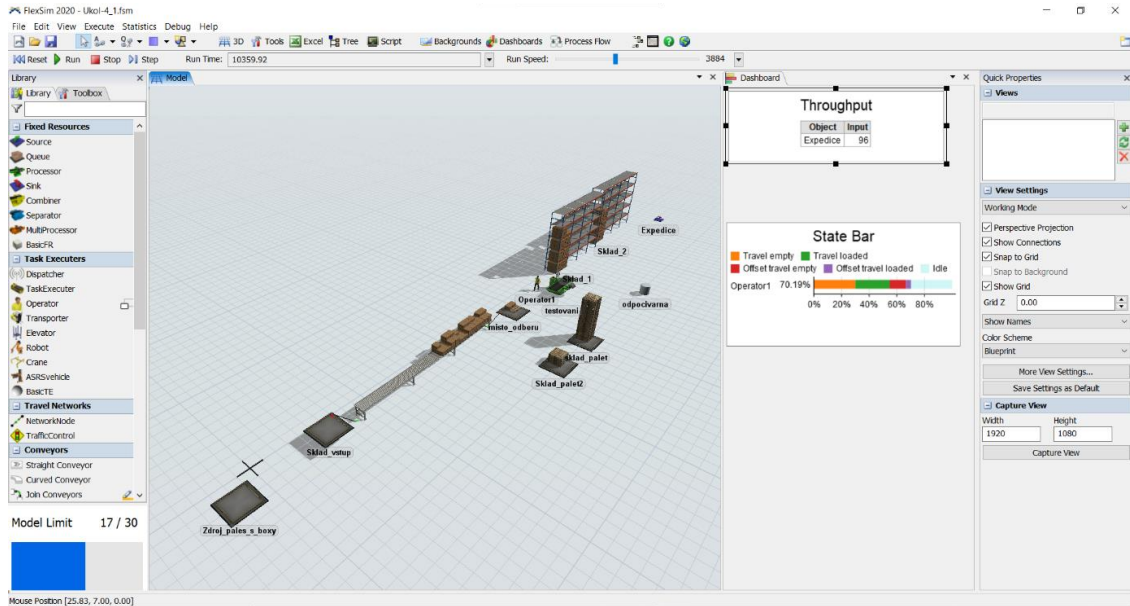 FlexSim 2020 - Ukol-4_1.fsm
File Edit View Execute Statistics Debug Help
3D Tools Excel Tree Script Backgrounds Dashboards Process Flow
Reset Run Stop Step Run Time: 10359.92 Run Speed: 3884
Library
Library Toolbox
Fixed Resources
Source
Queue
Processor
Sink
Combiner
Separator
MultiProcessor
BasicFR
Task Executers
Dispatcher
TaskExecuter
Operator
Transporter
Elevator
Robot
Crane
ASRSvehicle
BasicTE
Travel Networks
NetworkNode
TrafficControl
Conveyors
Straight Conveyor
Curved Conveyor
Join Conveyors
Model Limit 17 / 30
Model
Expedice
Sklad_2
Sklad_1
Operator1
testovani
odpocivarna
misto_odberu
sklad_palet
Sklad_palet2
Sklad_vstup
Zdroj_pales_s_boxy
Dashboard
Throughput
Object Input
Expedice 96
State Bar
Travel empty Travel loaded
Offset travel empty Offset travel loaded Idle
Operator1 70.19%
0% 20% 40% 60% 80%
Quick Properties
Views
View Settings
Working Mode
Perspective Projection
Show Connections
Snap to Grid
Snap to Background
Show Grid
Grid Z 0.00
Show Names
Color Scheme
Blueprint
More View Settings...
Save Settings as Default
Capture View
Width Height
1920 1080
Capture View
Mouse Position [25.83, 7.00, 0.00]